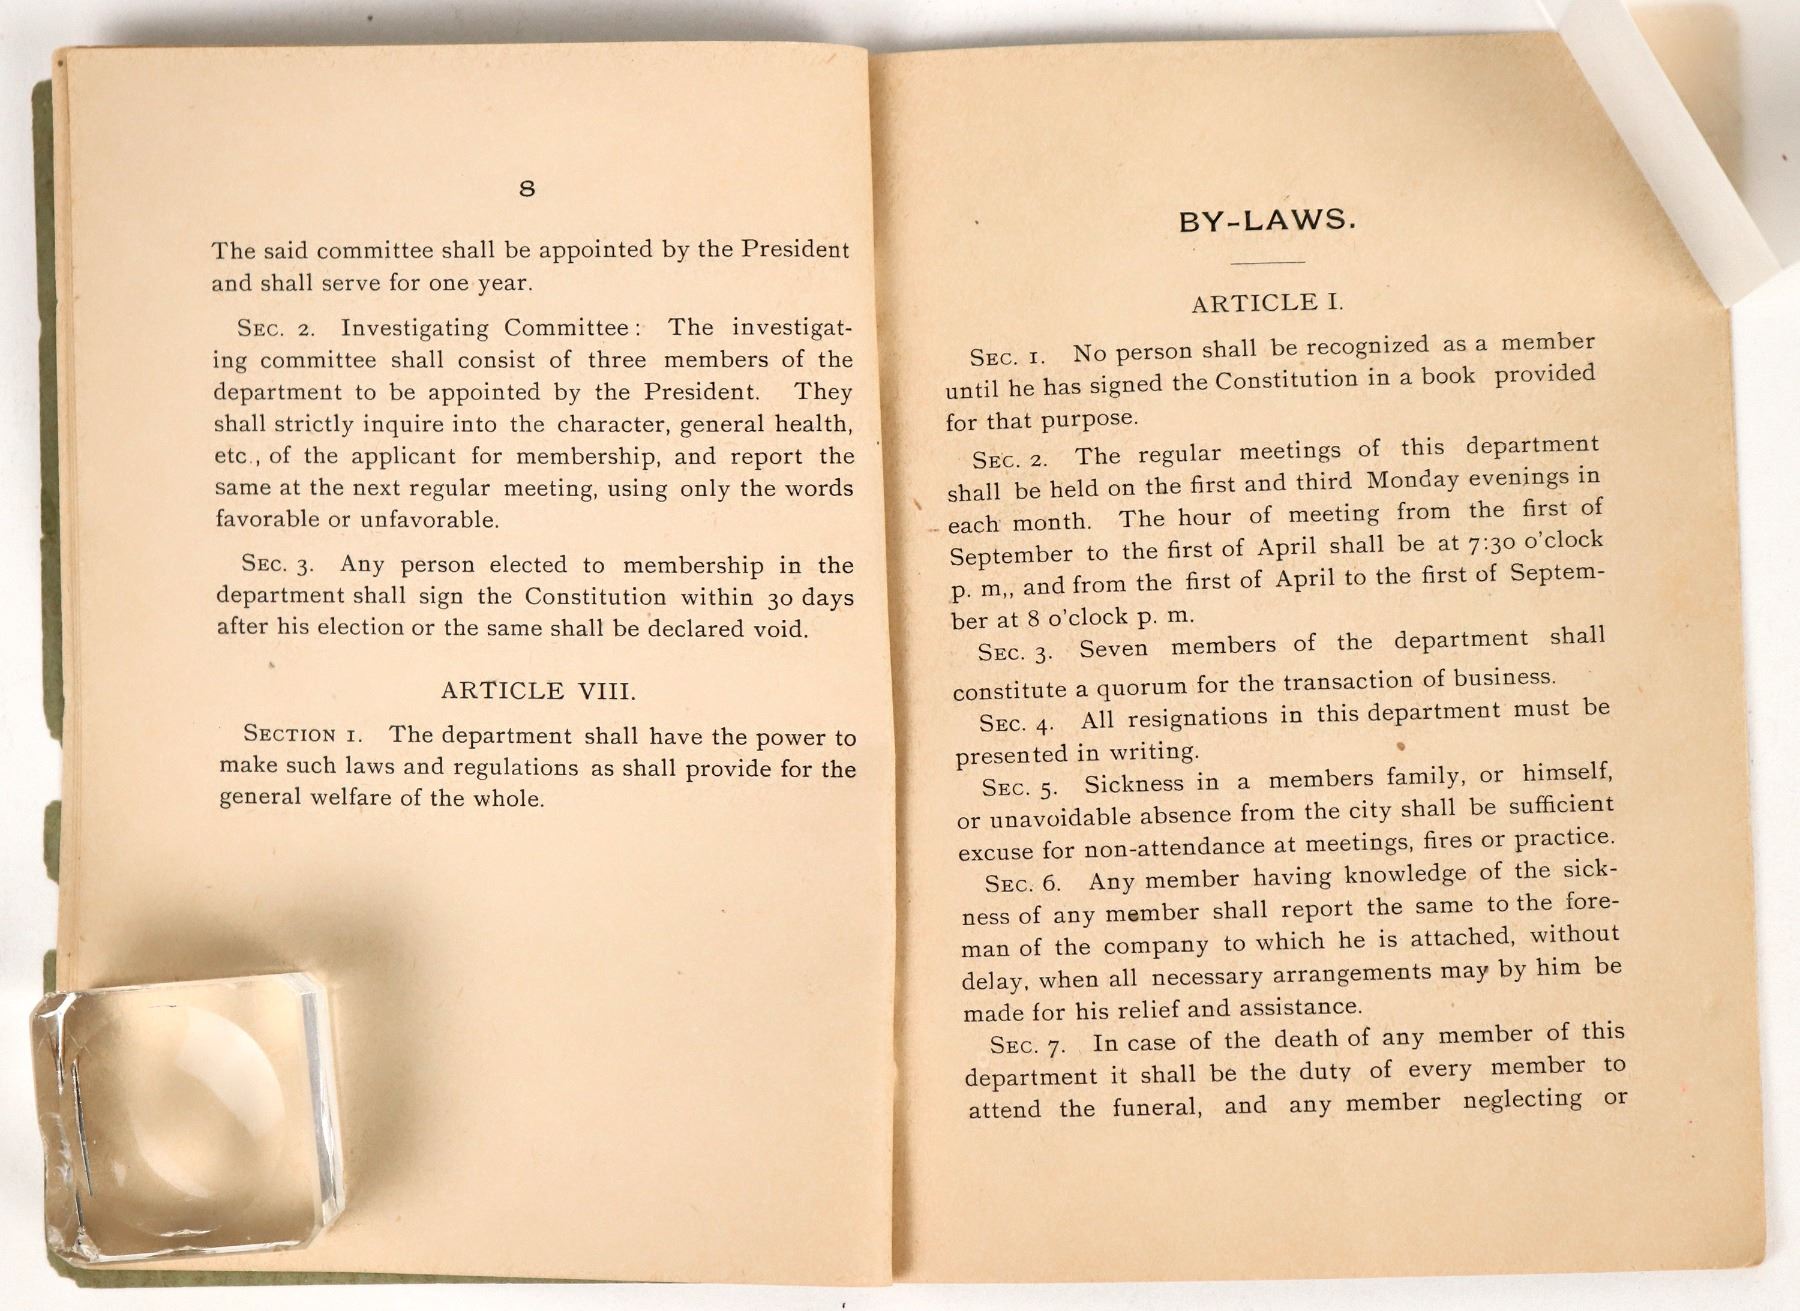 8
The said committee shall be appointed by the President
and shall serve for one year.
SEC. 2. Investigating Committee: The investigat-
ing committee shall consist of three members of the
department to be appointed by the President. They
shall strictly inquire into the character, general health,
etc., of the applicant for membership, and report the
same at the next regular meeting, using only the words
favorable or unfavorable.
SEC. 3. Any person elected to membership in the
department shall sign the Constitution within 30 days
after his election or the same shall be declared void.
ARTICLE VIII.
SECTION 1. The department shall have the power to
make such laws and regulations as shall provide for the
general welfare of the whole.
BY-LAWS.
ARTICLE I.
SEC. 1. No person shall be recognized as a member
until he has signed the Constitution in a book provided
for that purpose.
SEC. 2. The regular meetings of this department
shall be held on the first and third Monday evenings in
each month. The hour of meeting from the first of
September to the first of April shall be at 7:30 o'clock
p. m,, and from the first of April to the first of Septem-
ber at 8 o'clock p. m.
SEC. 3. Seven members of the department shall
constitute a quorum for the transaction of business.
SEC. 4. All resignations in this department must be
presented in writing.
SEC. 5. Sickness in a members family, or himself,
or unavoidable absence from the city shall be sufficient
excuse for non-attendance at meetings, fires or practice.
SEC. 6. Any member having knowledge of the sick-
ness of any member shall report the same to the fore-
man of the company to which he is attached, without
delay, when all necessary arrangements may by him be
made for his relief and assistance.
SEC. 7. In case of the death of any member of this
department it shall be the duty of every member to
attend the funeral, and any member neglecting or